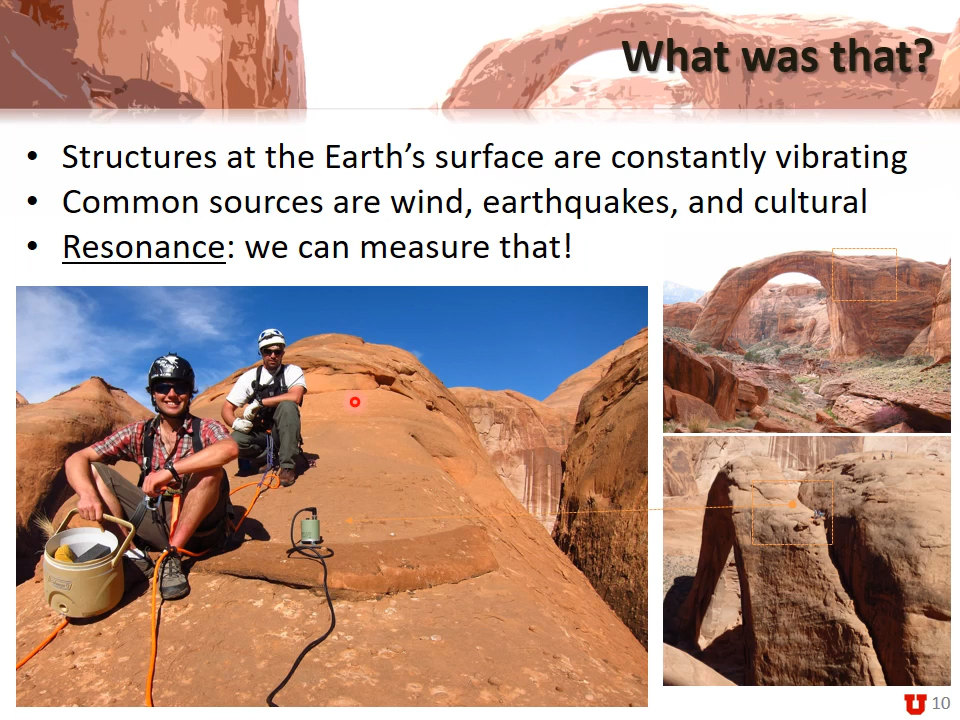 What was that?
• Structures at the Earth’s surface are constantly vibrating
• Common sources are wind, earthquakes, and cultural
• Resonance: we can measure that!
U 10